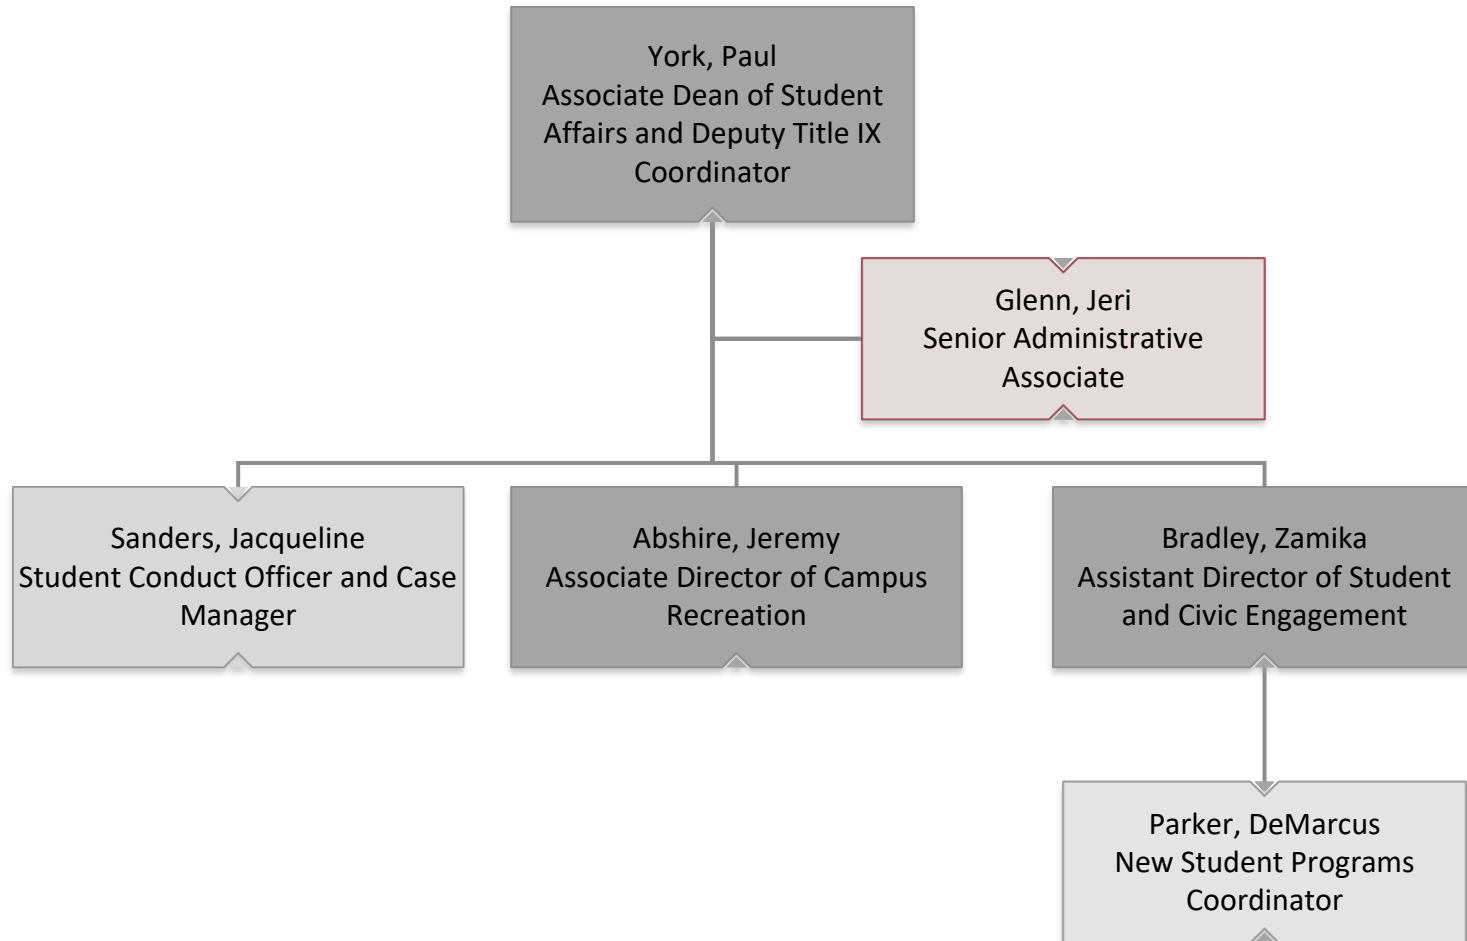 York, Paul
Associate Dean of Student
Affairs and Deputy Title IX
Coordinator
Glenn, Jeri
Senior Administrative
Associate
Sanders, Jacqueline
Student Conduct Officer and Case
Manager
Abshire, Jeremy
Associate Director of Campus
Recreation
Bradley, Zamika
Assistant Director of Student
and Civic Engagement
Parker, DeMarcus
New Student Programs
Coordinator